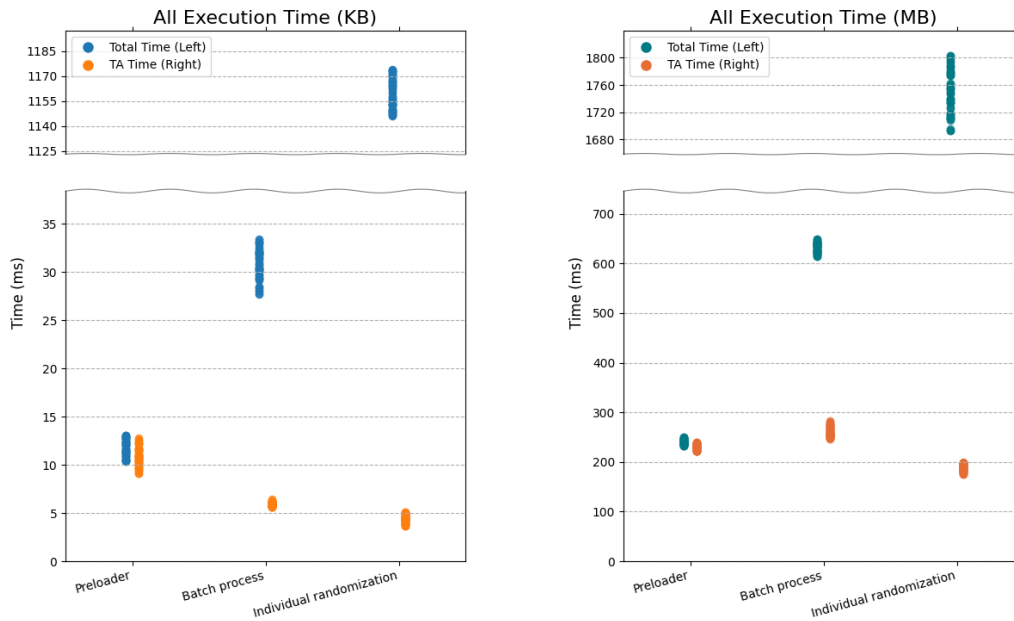 All Execution Time (KB)
Total Time (Left)
TA Time (Right)
1185
1170
1155
1140
1125
35
30
25
20
15
10
5
0
Time (ms)
Preloader
Batch process
Individual randomization
All Execution Time (MB)
Total Time (Left)
TA Time (Right)
1800
1760
1720
1680
700
600
500
400
300
200
100
0
Time (ms)
Preloader
Batch process
Individual randomization